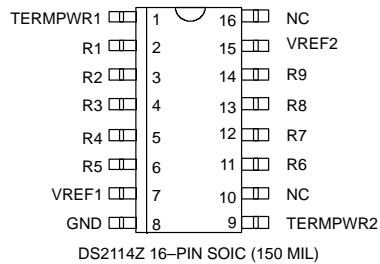 TERMPWR1 1 16 NC
R1 2 15 VREF2
R2 3 14 R9
R3 4 13 R8
R4 5 12 R7
R5 6 11 R6
VREF1 7 10 NC
GND 8 9 TERMPWR2
DS2114Z 16–PIN SOIC (150 MIL)